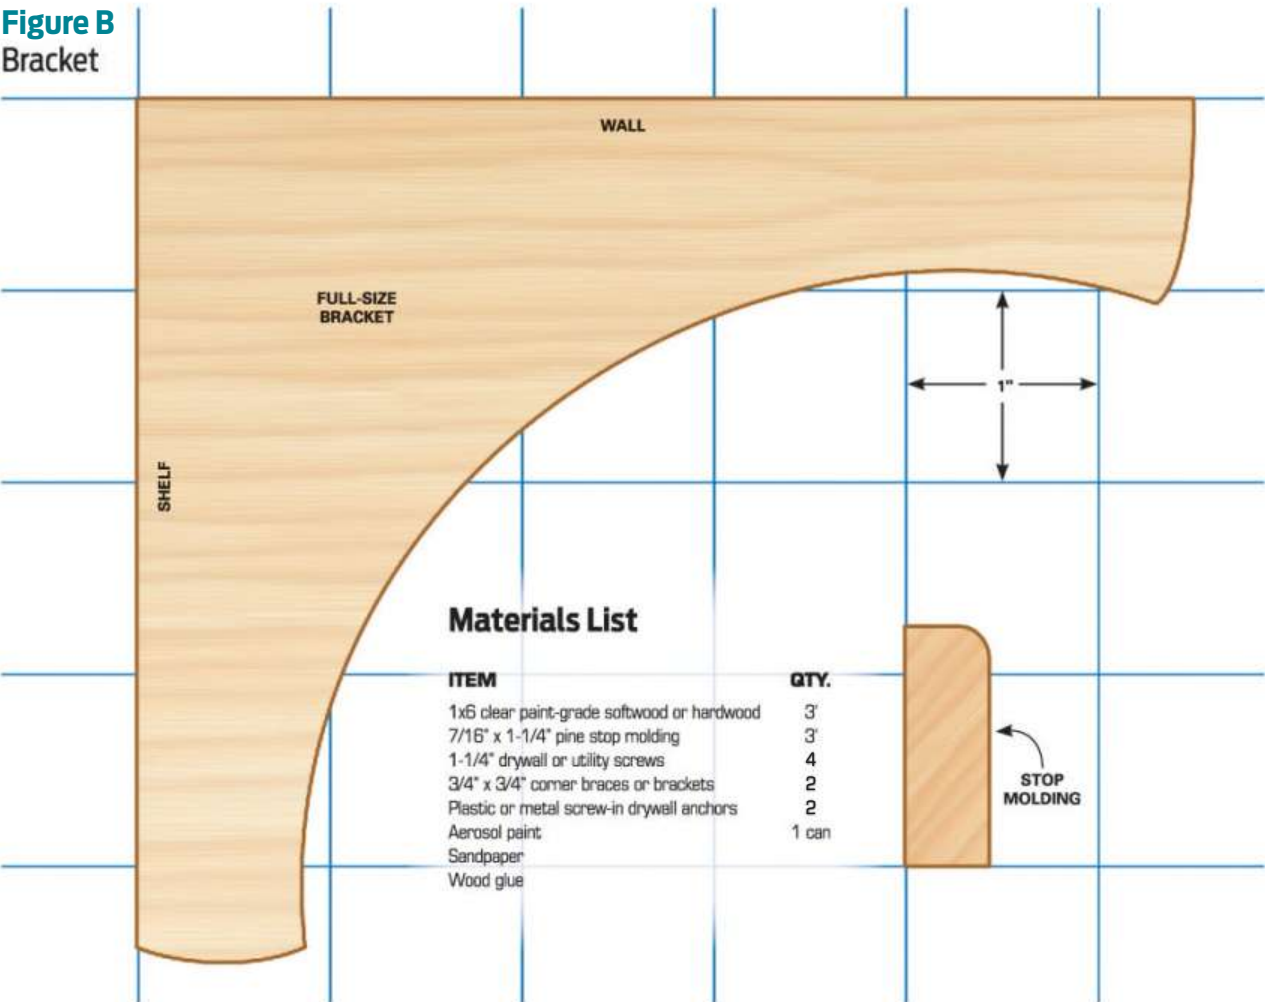 Figure B
Bracket
WALL
FULL-SIZE
BRACKET
SHELF
1"
Materials List
ITEM QTY.
1x6 clear paint-grade softwood or hardwood 3'
7/16" x 1-1/4" pine stop molding 3'
1-1/4" drywall or utility screws 4
3/4" x 3/4" corner braces or brackets 2
Plastic or metal screw-in drywall anchors 2
Aerosol paint 1 can
Sandpaper
Wood glue
STOP
MOLDING